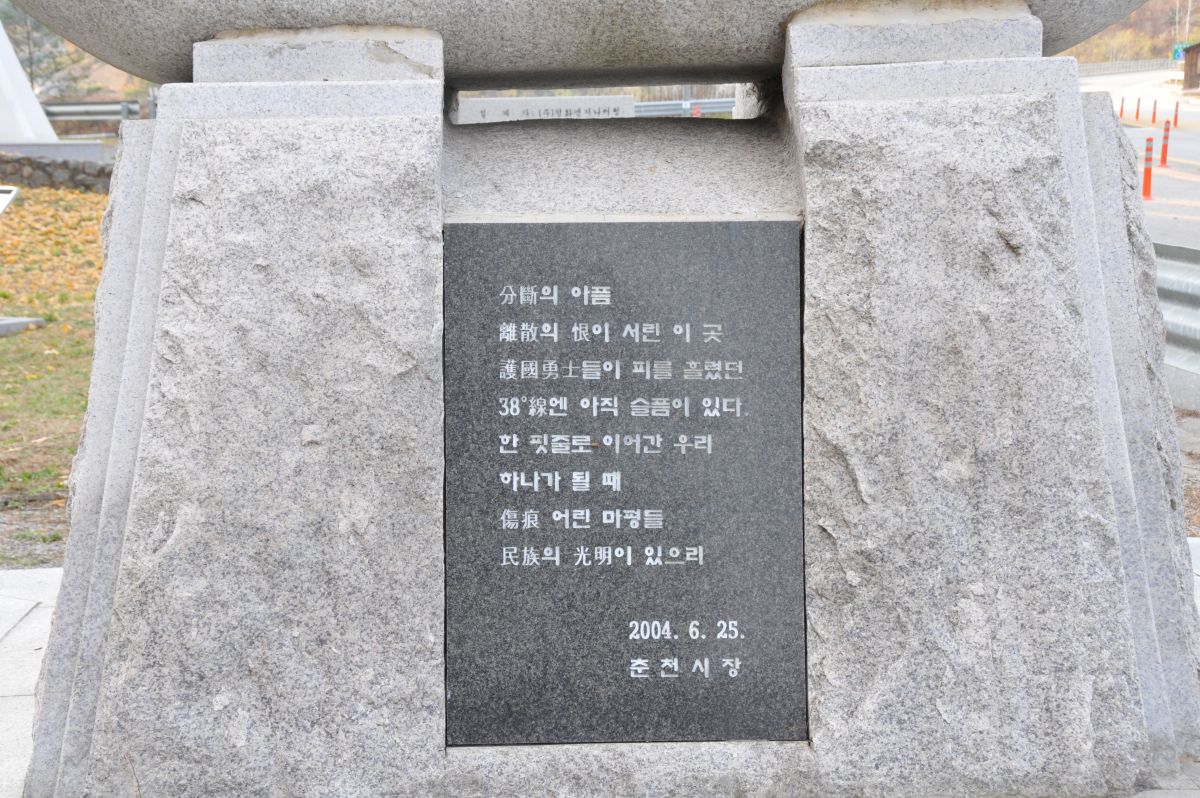 分斷의 아픔
離散의 恨이 서린 이 곳
護國勇士들이 피를 흘렸던
38°線엔 아직 슬픔이 있다.
한 핏줄로 이어간 우리
하나가 될 때
傷痕 어린 마평들
民族의 光明이 있으리
2004. 6. 25.
춘천시장